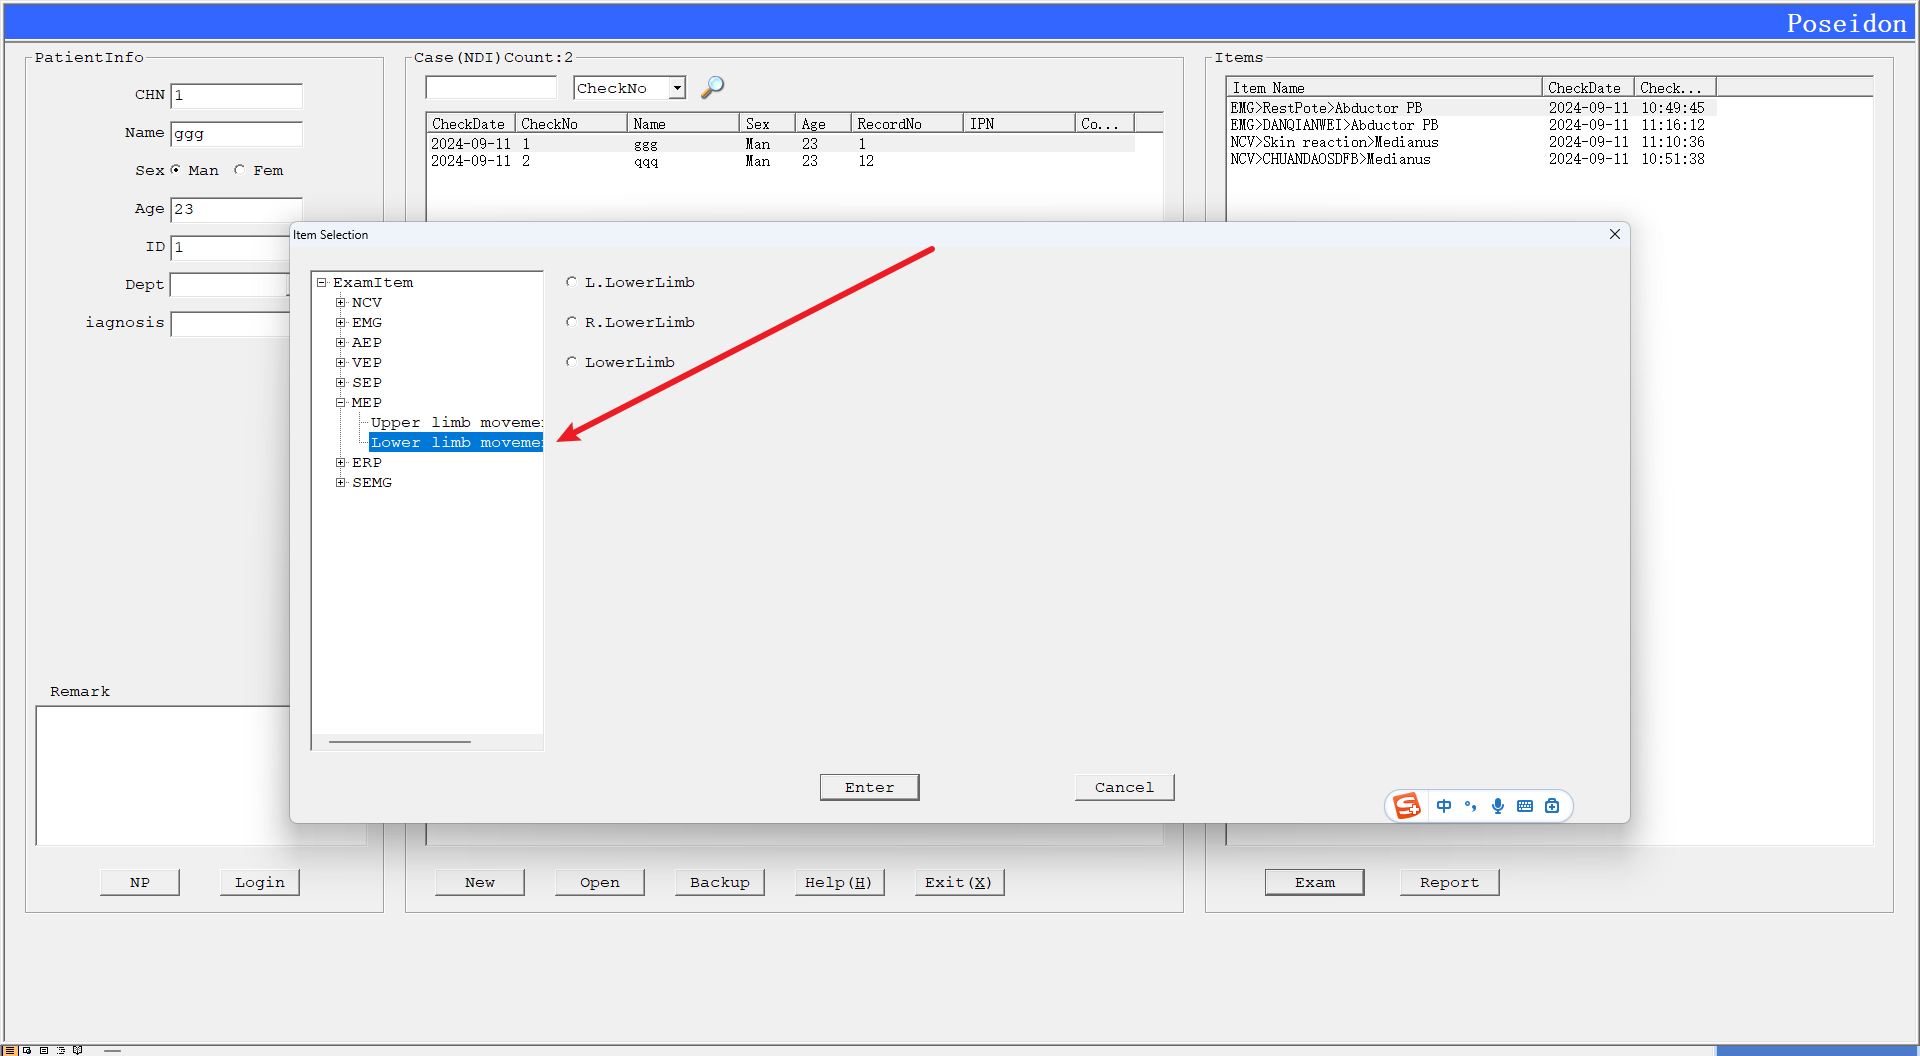 Poseidon
PatientInfo
CHN 1
Name ggg
Sex Man Fem
Age 23
ID 1
Dept
iagnosis
Remark
NP Login
Case(NDI)Count:2
CheckNo
CheckDate CheckNo Name Sex Age RecordNo IPN Co...
2024-09-11 1 ggg Man 23 1
2024-09-11 2 qqq Man 23 12
New Open Backup Help(H) Exit(X)
Items
Item Name CheckDate Check...
EMG>RestPote>Abductor PB 2024-09-11 10:49:45
EMG>DANQIANWEI>Abductor PB 2024-09-11 11:16:12
NCV>Skin reaction>Medianus 2024-09-11 11:10:36
NCV>CHUANDAOSDFB>Medianus 2024-09-11 10:51:38
Exam Report
Item Selection
ExamItem
NCV
EMG
AEP
VEP
SEP
MEP
Upper limb movemen
Lower limb movemen
ERP
SEMG
L.LowerLimb
R.LowerLimb
LowerLimb
Enter Cancel
中